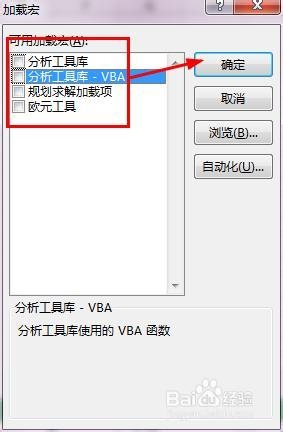 加载宏
?
可用加载宏(A):
分析工具库
分析工具库 - VBA
规划求解加载项
欧元工具
确定
取消
浏览(B)...
自动化(U)...
分析工具库 - VBA
分析工具库使用的 VBA 函数
Baidu 经验
jingyan.baidu.com